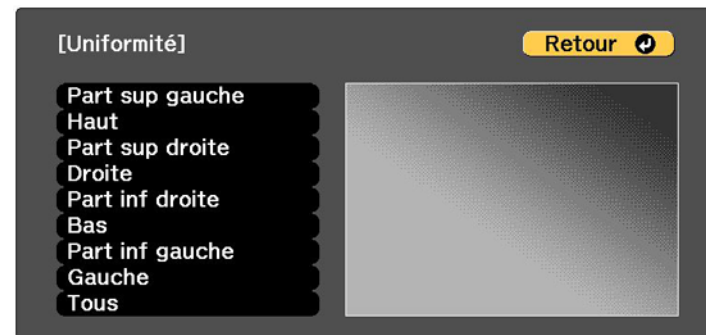 [Uniformité]
Retour
Part sup gauche
Haut
Part sup droite
Droite
Part inf droite
Bas
Part inf gauche
Gauche
Tous